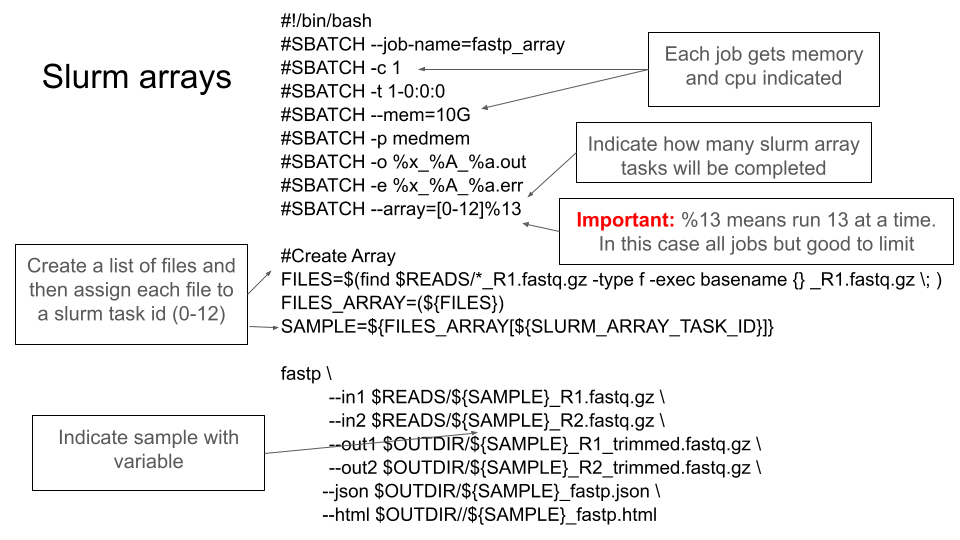 Slurm arrays
#!/bin/bash
#SBATCH --job-name=fastp_array
#SBATCH -c 1
#SBATCH -t 1-0:0:0
#SBATCH --mem=10G
#SBATCH -p medmem
#SBATCH -o %x_%A_%a.out
#SBATCH -e %x_%A_%a.err
#SBATCH --array=[0-12]%13
Each job gets memory
and cpu indicated
Indicate how many slurm array
tasks will be completed
Important: %13 means run 13 at a time.
In this case all jobs but good to limit
Create a list of files and
then assign each file to
a slurm task id (0-12)
#Create Array
FILES=$(find $READS/*_R1.fastq.gz -type f -exec basename {} _R1.fastq.gz \; )
FILES_ARRAY=(${FILES})
SAMPLE=${FILES_ARRAY[${SLURM_ARRAY_TASK_ID}]}
fastp \
--in1 $READS/${SAMPLE}_R1.fastq.gz \
--in2 $READS/${SAMPLE}_R2.fastq.gz \
--out1 $OUTDIR/${SAMPLE}_R1_trimmed.fastq.gz \
--out2 $OUTDIR/${SAMPLE}_R2_trimmed.fastq.gz \
--json $OUTDIR/${SAMPLE}_fastp.json \
--html $OUTDIR//${SAMPLE}_fastp.html
Indicate sample with
variable